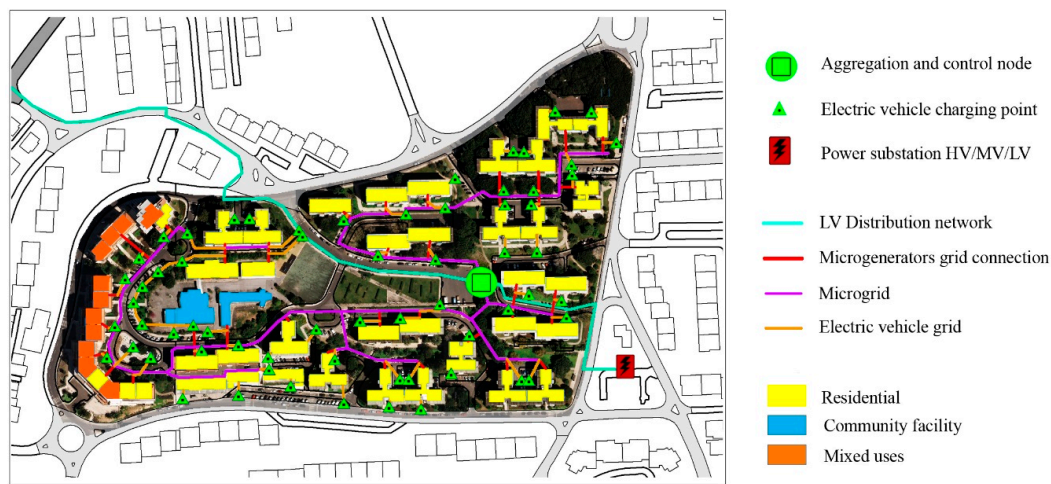 Aggregation and control node
Electric vehicle charging point
Power substation HV/MV/LV
LV Distribution network
Microgenerators grid connection
Microgrid
Electric vehicle grid
Residential
Community facility
Mixed uses